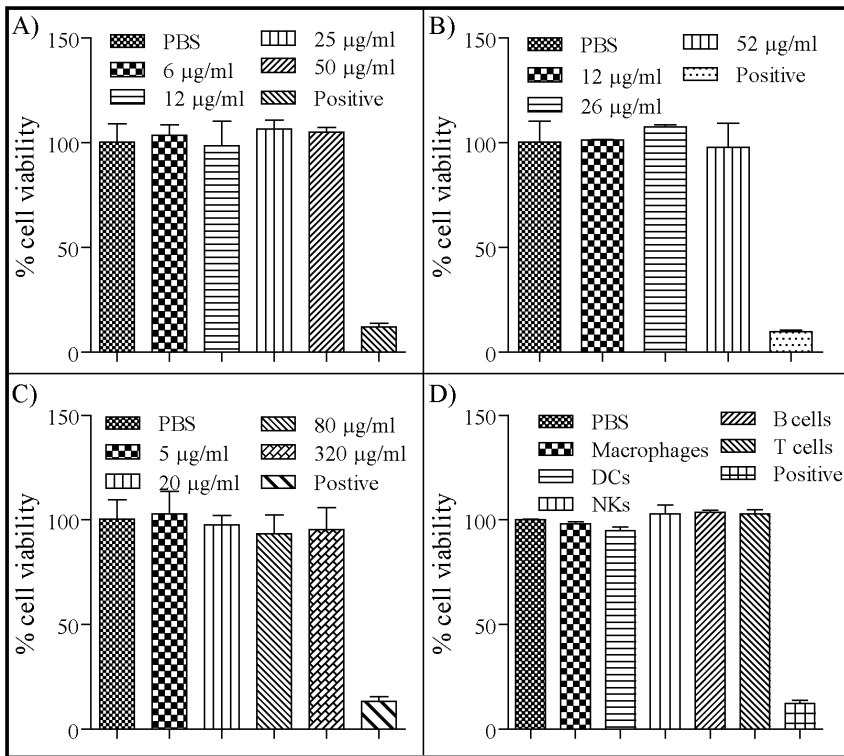 A)
150
100
50
0
% cell viability
PBS
6 µg/ml
12 µg/ml
25 µg/ml
50 µg/ml
Positive
B)
150
100
50
0
% cell viability
PBS
12 µg/ml
26 µg/ml
52 µg/ml
Positive
C)
150
100
50
0
% cell viability
PBS
5 µg/ml
20 µg/ml
80 µg/ml
320 µg/ml
Postive
D)
150
100
50
0
% cell viability
PBS
Macrophages
DCs
NKs
B cells
T cells
Positive